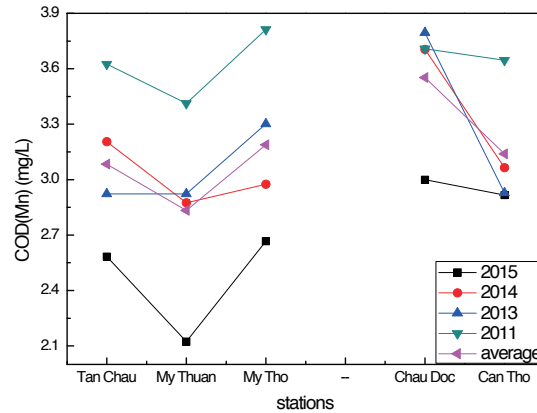 COD(Mn) (mg/L)
3.9
3.6
3.3
3.0
2.7
2.4
2.1
Tan Chau My Thuan My Tho -- Chau Doc Can Tho
stations
2015
2014
2013
2011
average